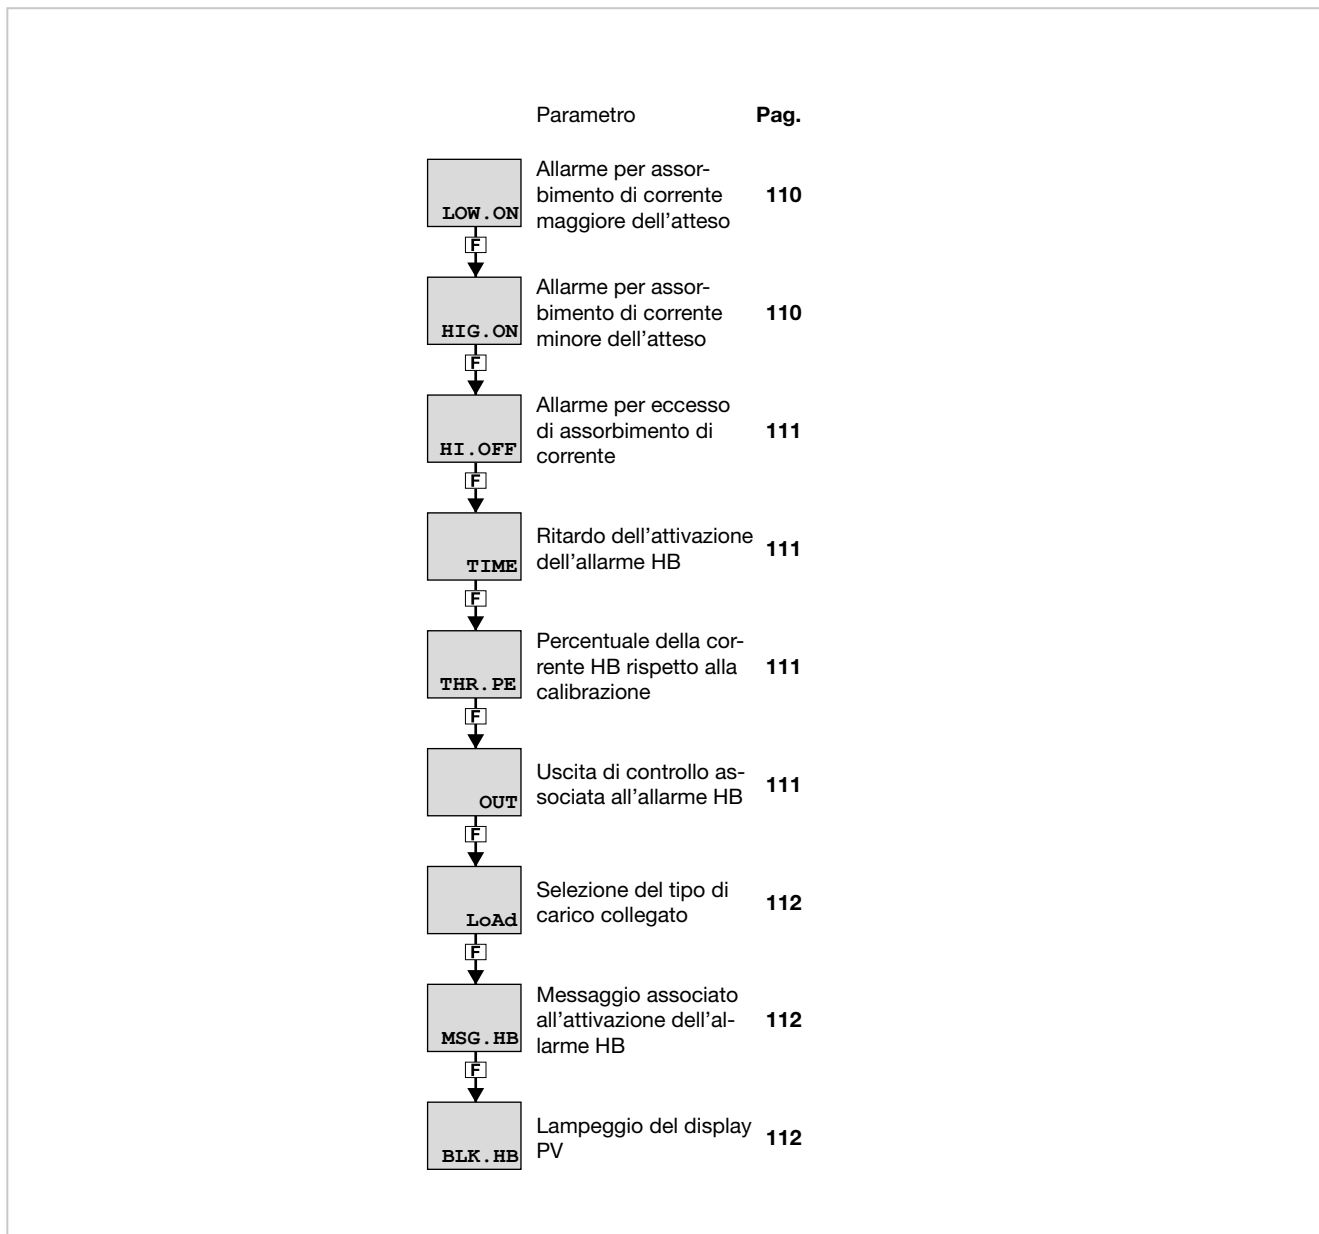 Parametro Pag.
Allarme per assor-
bimento di corrente 110
LOW.ON maggiore dell'atteso
F
Allarme per assor-
bimento di corrente 110
HIG.ON minore dell'atteso
F
Allarme per eccesso
di assorbimento di 111
HI.OFF corrente
F
Ritardo dell'attivazione 111
TIME dell'allarme HB
F
Percentuale della cor-
rente HB rispetto alla 111
THR.PE calibrazione
F
Uscita di controllo as- 111
OUT sociata all'allarme HB
F
Selezione del tipo di 112
LoAd carico collegato
F
Messaggio associato
all'attivazione dell'al- 112
MSG.HB larme HB
F
Lampeggio del display 112
BLK.HB PV